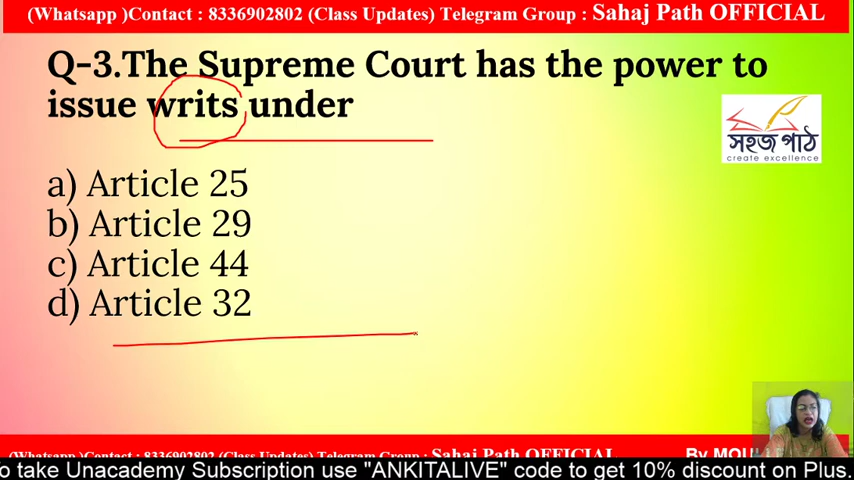 (Whatsapp )Contact : 8336902802 (Class Updates) Telegram Group : Sahaj Path OFFICIAL
Q-3.The Supreme Court has the power to
issue writs under
সহজ পাঠ
create excellence
a) Article 25
b) Article 29
c) Article 44
d) Article 32
(Whatsapp )Contact : 8336902802 (Class Updates) Telegram Group : Sahaj Path OFFICIAL By
o take Unacademy Subscription use "ANKITALIVE" code to get 10% discount on Plus.